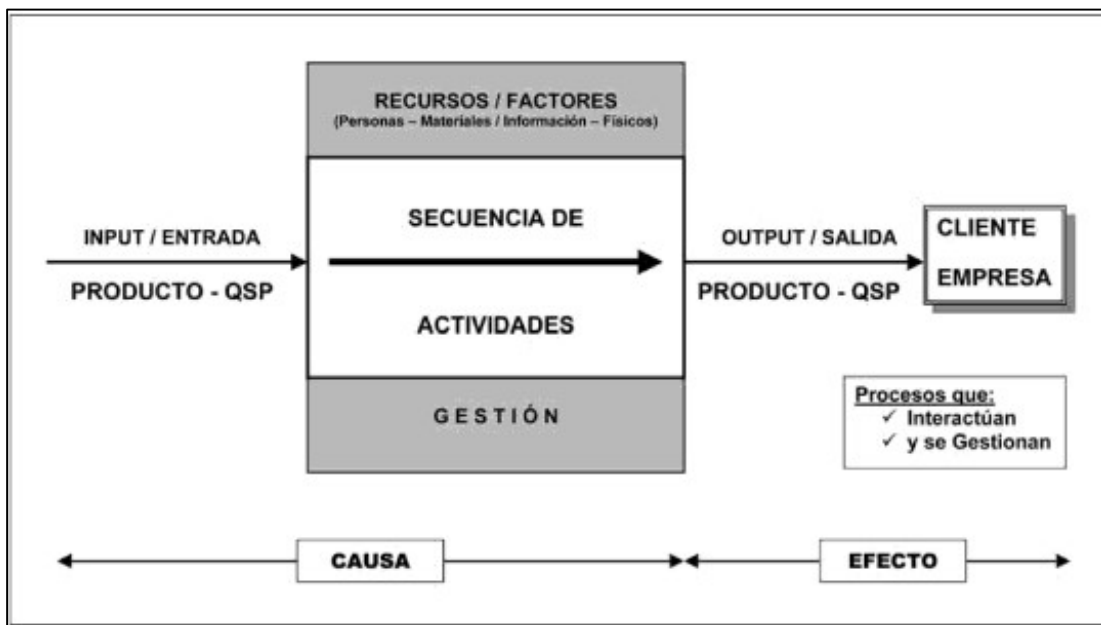 RECURSOS / FACTORES
(Personas – Materiales / Información – Físicos)
INPUT / ENTRADA
PRODUCTO - QSP
SECUENCIA DE
ACTIVIDADES
OUTPUT / SALIDA
PRODUCTO - QSP
CLIENTE
EMPRESA
GESTIÓN
Procesos que:
✓ Interactúan
✓ y se Gestionan
CAUSA
EFECTO